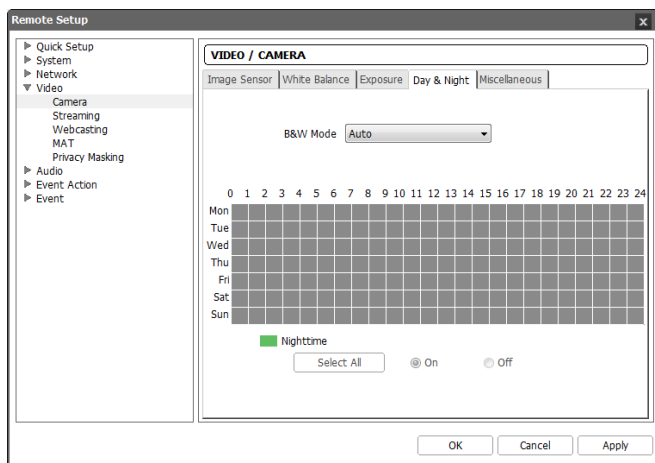 Remote Setup
x
Quick Setup
System
Network
Video
Camera
Streaming
Webcasting
MAT
Privacy Masking
Audio
Event Action
Event
VIDEO / CAMERA
Image Sensor White Balance Exposure Day & Night Miscellaneous
B&W Mode Auto
0 1 2 3 4 5 6 7 8 9 10 11 12 13 14 15 16 17 18 19 20 21 22 23 24
Mon
Tue
Wed
Thu
Fri
Sat
Sun
Nighttime
Select All On Off
OK Cancel Apply